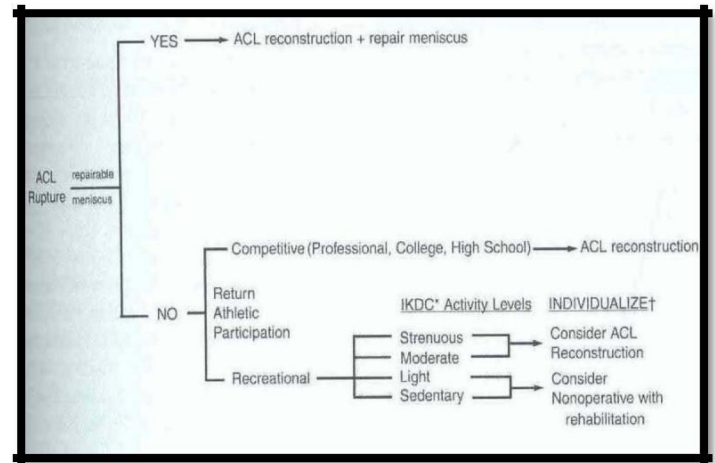 YES → ACL reconstruction + repair meniscus
ACL Rupture
repairable meniscus
NO
Return
Athletic
Participation
Competitive (Professional, College, High School) → ACL reconstruction
Recreational
IKDC* Activity Levels
INDIVIDUALIZE†
Strenuous
Moderate
Consider ACL
Reconstruction
Light
Sedentary
Consider
Nonoperative with
rehabilitation